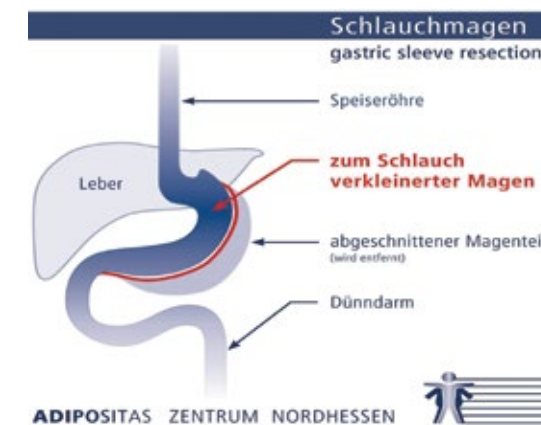 Schlauchmagen
gastric sleeve resection
Speiseröhre
Leber
zum Schlauch
verkleinerter Magen
abgeschnittener Magentei
(wird entfernt)
Dünndarm
ADIPOSITAS ZENTRUM NORDHESSEN